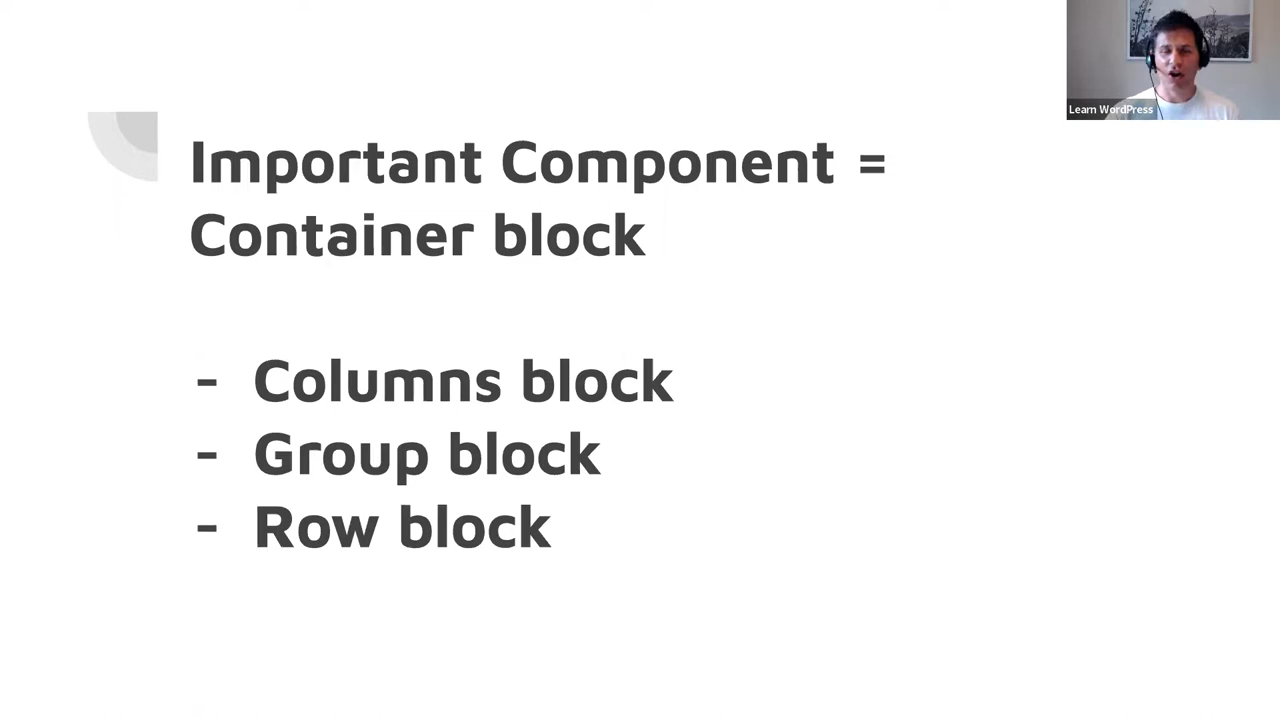 Learn WordPress
Important Component =
Container block
- Columns block
- Group block
- Row block